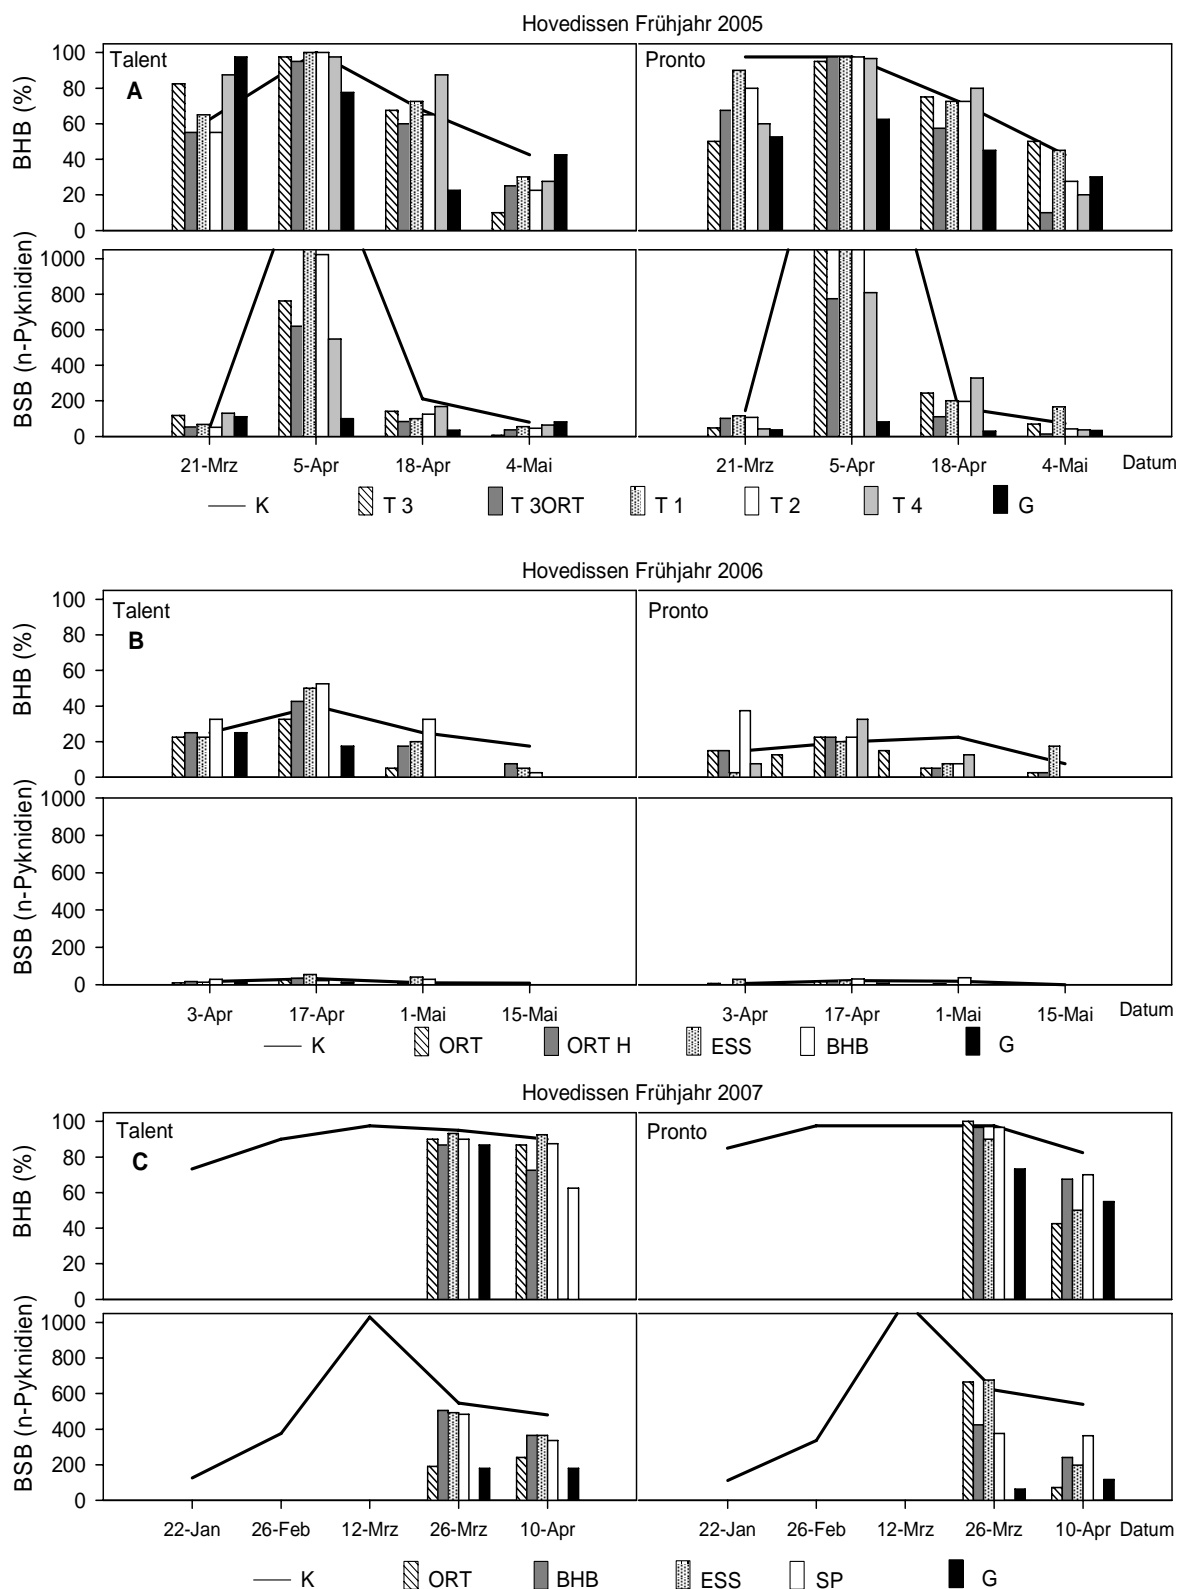 Hovedissen Frühjahr 2005
Talent
A
Pronto
BHB (%)
100
80
60
40
20
0
BSB (n-Pyknidien)
1000
800
600
400
200
0
21-Mrz 5-Apr 18-Apr 4-Mai 21-Mrz 5-Apr 18-Apr 4-Mai Datum
K T 3 T 3ORT T 1 T 2 T 4 G
Hovedissen Frühjahr 2006
Talent
B
Pronto
BHB (%)
100
80
60
40
20
0
BSB (n-Pyknidien)
1000
800
600
400
200
0
3-Apr 17-Apr 1-Mai 15-Mai 3-Apr 17-Apr 1-Mai 15-Mai Datum
K ORT ORT H ESS BHB G
Hovedissen Frühjahr 2007
Talent
C
Pronto
BHB (%)
100
80
60
40
20
0
BSB (n-Pyknidien)
1000
800
600
400
200
0
22-Jan 26-Feb 12-Mrz 26-Mrz 10-Apr 22-Jan 26-Feb 12-Mrz 26-Mrz 10-Apr Datum
K ORT BHB ESS SP G